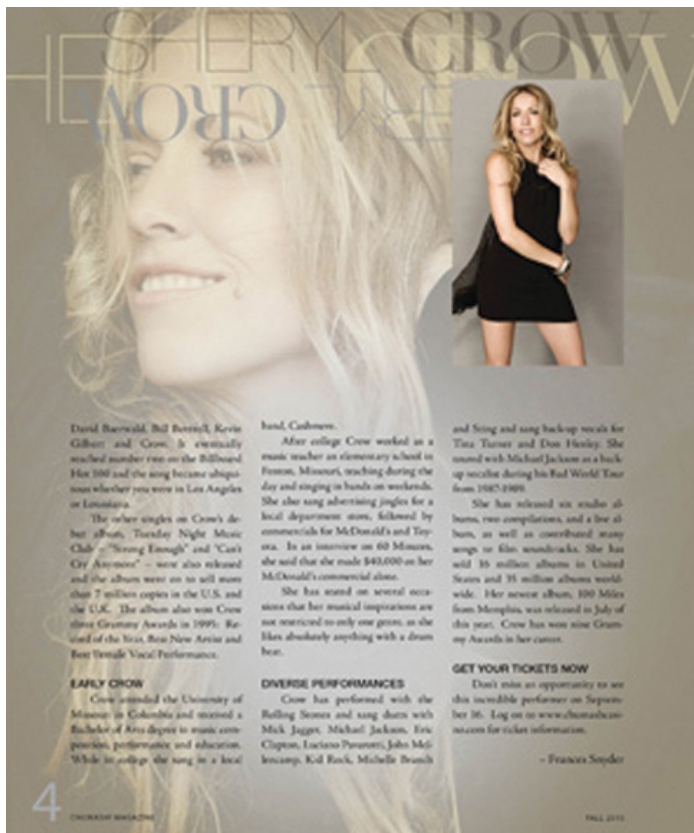 SHERYL CROW
David Baerwald, Bill Bottrell, Kevin
Gilbert and Crow. It eventually
reached number two on the Billboard
Hot 100 and the song became ubiqui-
tous whether you were in Los Angeles
or Louisiana.
The other singles on Crow's de-
but album, Tuesday Night Music
Club – "Strong Enough" and "Can't
Cry Anymore" – were also released
and the album went on to sell more
than 7 million copies in the U.S. and
the U.K. The album also won Crow
three Grammy Awards in 1995: Re-
cord of the Year, Best New Artist and
Best Female Vocal Performance.
EARLY CROW
Crow attended the University of
Missouri in Columbia and received a
Bachelor of Arts degree in music com-
position, performance and education.
While in college she sang in a local
band, Cashmere.
After college Crow worked as a
music teacher an elementary school in
Fenton, Missouri, teaching during the
day and singing in bands on weekends.
She also sang advertising jingles for a
local department store, followed by
commercials for McDonald's and Toy-
ota. In an interview on 60 Minutes,
she said she made $40,000 on her
McDonald's commercial alone.
She has stated on several occa-
sions that her musical inspirations are
not restricted to only one genre, as she
likes absolutely anything with a drum
beat.
DIVERSE PERFORMANCES
Crow has performed with the
Rolling Stones and sang duets with
Mick Jagger, Michael Jackson, Eric
Clapton, Luciano Pavarotti, John Mel-
lencamp, Kid Rock, Michelle Branch
and Sting and sang back-up vocals for
Tina Turner and Don Henley. She
toured with Michael Jackson as a back-
up vocalist during his Bad World Tour
from 1987-1989.
She has released six studio al-
bums, two compilations, and a live al-
bum, as well as contributed many
songs to film soundtracks. She has
sold 16 million albums in United
States and 35 million albums world-
wide. Her newest album, 100 Miles
from Memphis, was released in July of
this year. Crow has won nine Gram-
my Awards in her career.
GET YOUR TICKETS NOW
Don't miss an opportunity to see
this incredible performer on Septem-
ber 16. Log on to
for ticket information.
– Frances Snyder
4 CHUMASH MAGAZINE
FALL 2010